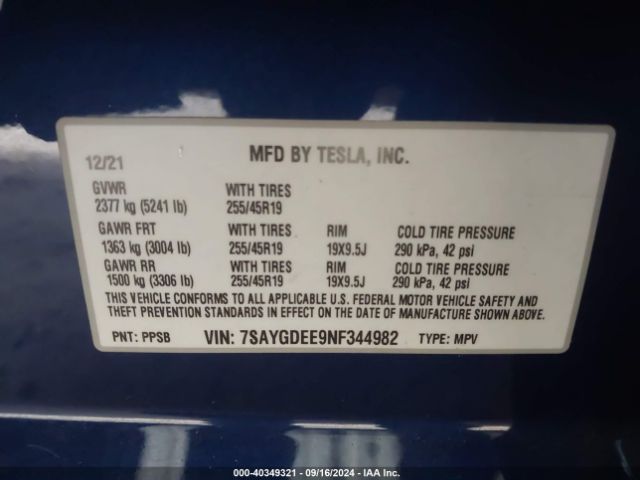 12/21 MFD BY TESLA, INC.
GVWR WITH TIRES
2377 kg (5241 lb) 255/45R19
GAWR FRT WITH TIRES RIM COLD TIRE PRESSURE
1363 kg (3004 lb) 255/45R19 19X9.5J 290 kPa, 42 psi
GAWR RR WITH TIRES RIM COLD TIRE PRESSURE
1500 kg (3306 lb) 255/45R19 19X9.5J 290 kPa, 42 psi
THIS VEHICLE CONFORMS TO ALL APPLICABLE U.S. FEDERAL MOTOR VEHICLE SAFETY AND
THEFT PREVENTION STANDARDS IN EFFECT ON THE DATE OF MANUFACTURE SHOWN ABOVE.
PNT: PPSB VIN: 7SAYGDEE9NF344982 TYPE: MPV
000-40349321 - 09/16/2024 - IAA Inc.